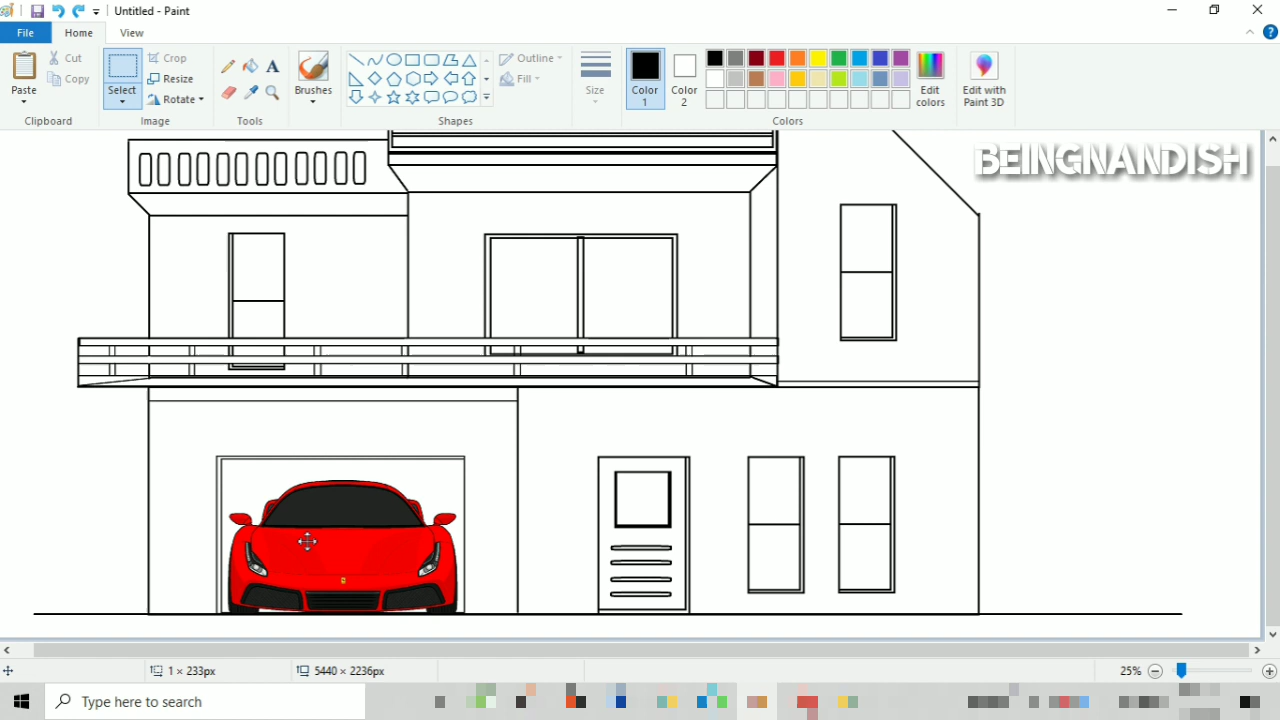 Untitled - Paint
File
Home
View
Paste
Cut
Copy
Clipboard
Select
Crop
Resize
Rotate
Image
Tools
Brushes
Shapes
Outline
Fill
Size
Color 1
Color 2
Colors
Edit colors
Edit with Paint 3D
BEINGNANDISH
1 × 233px
5440 × 2236px
25%
Type here to search